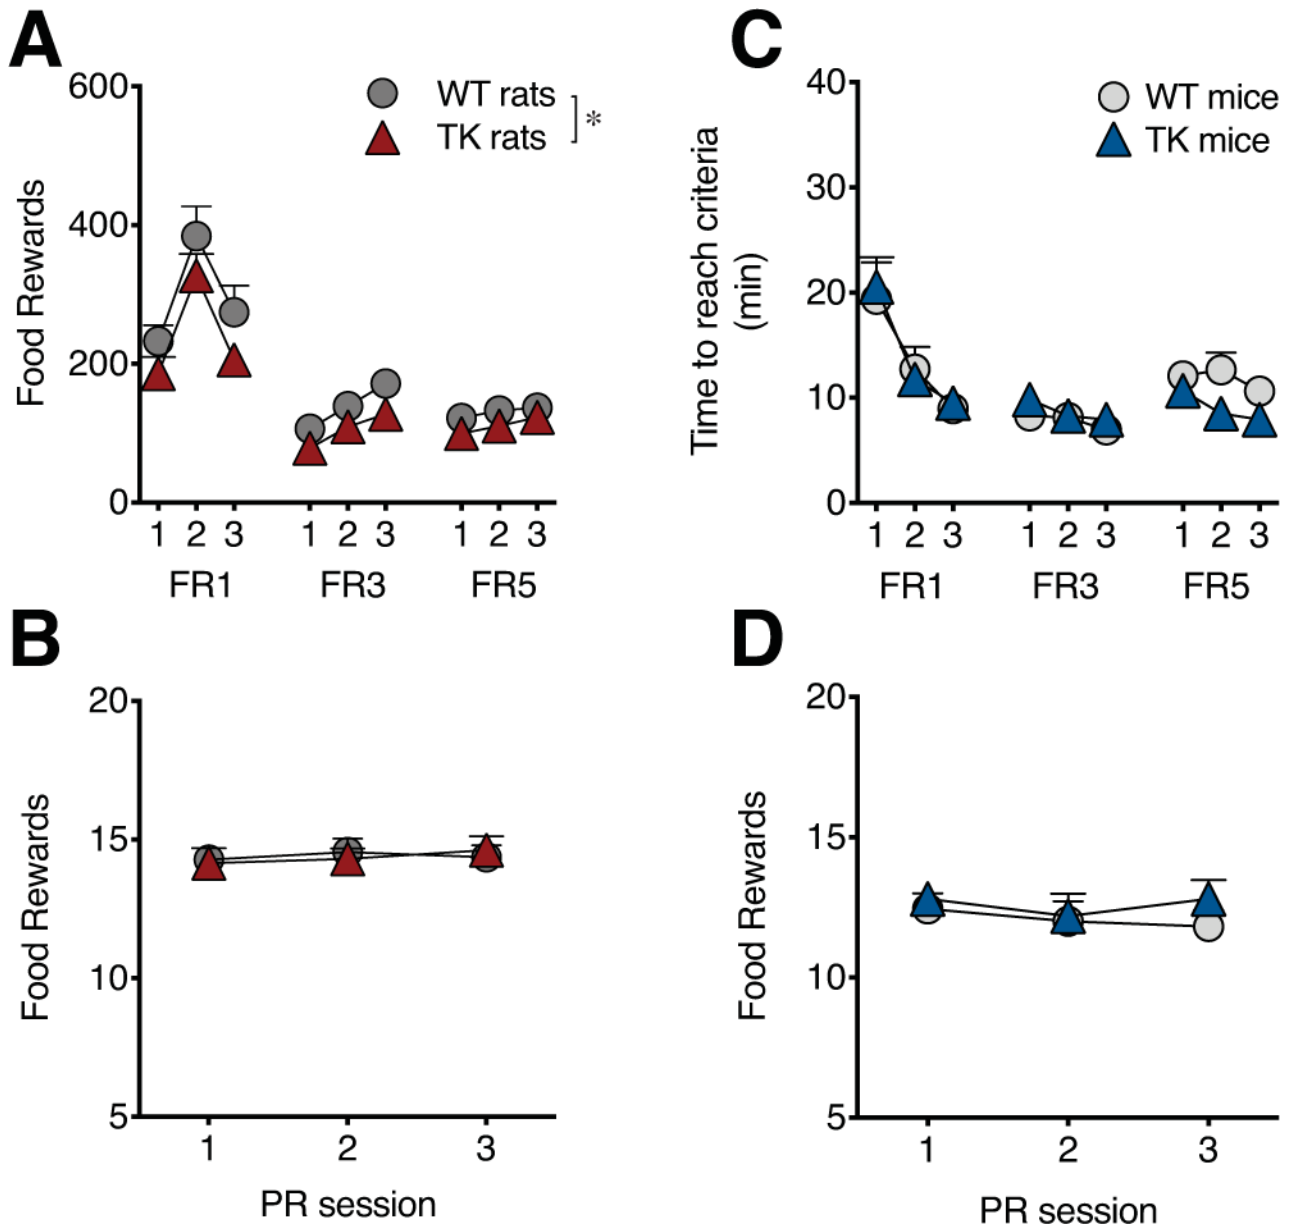 A
600
400
200
0
Food Rewards
WT rats
TK rats
*
1 2 3 1 2 3 1 2 3
FR1 FR3 FR5
C
40
30
20
10
0
Time to reach criteria
(min)
WT mice
TK mice
1 2 3 1 2 3 1 2 3
FR1 FR3 FR5
B
20
15
10
5
Food Rewards
1 2 3
PR session
D
20
15
10
5
Food Rewards
1 2 3
PR session